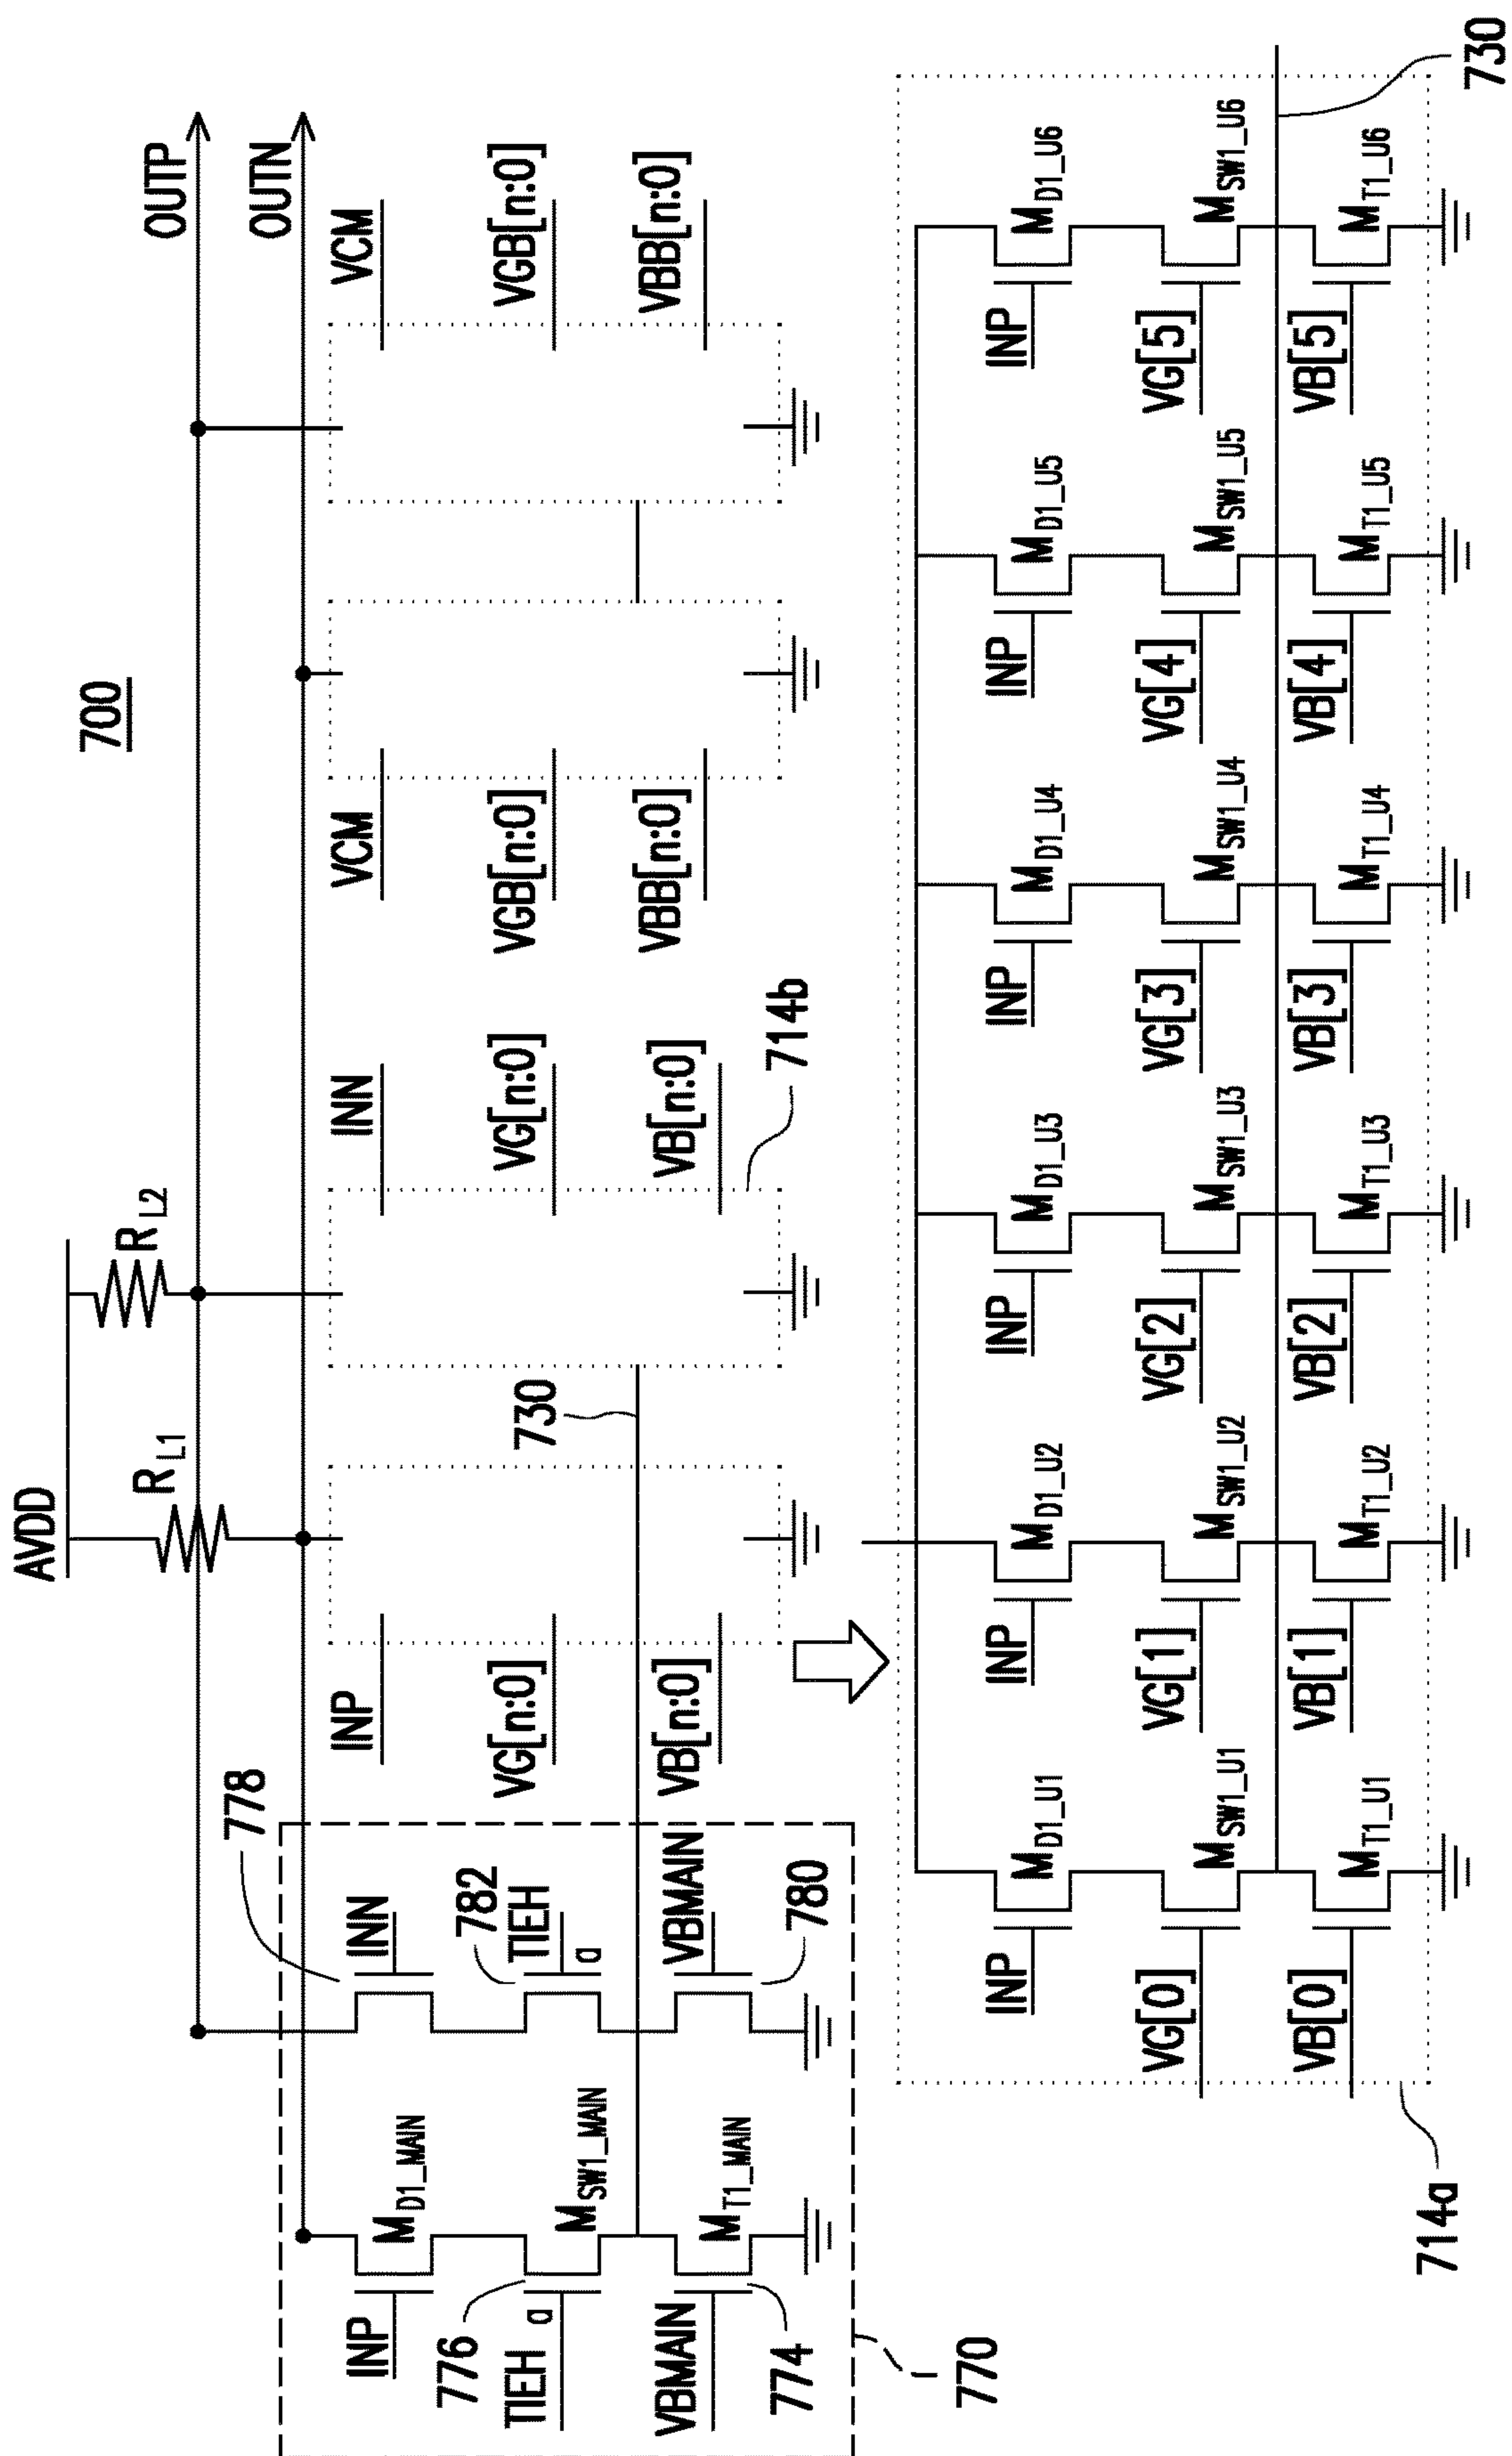 700
AVDD
R L1
R L2
OUTP
OUTN
778
INP
M D1_MAIN
INN
776
TIEH a
M SW1_MAIN
782
TIEH a
VBMAIN
M T1_MAIN
774
VBMAIN
780
770
INP
VG[n:0]
VB[n:0]
730
INN
VG[n:0]
VB[n:0]
714b
VCM
VGB[n:0]
VBB[n:0]
VCM
VGB[n:0]
VBB[n:0]
INP M D1_U1
INP M D1_U2
INP M D1_U3
INP M D1_U4
INP M D1_U5
INP M D1_U6
VG[0] M SW1_U1
VG[1] M SW1_U2
VG[2] M SW1_U3
VG[3] M SW1_U4
VG[4] M SW1_U5
VG[5] M SW1_U6
VB[0] M T1_U1
VB[1] M T1_U2
VB[2] M T1_U3
VB[3] M T1_U4
VB[4] M T1_U5
VB[5] M T1_U6
730
714a